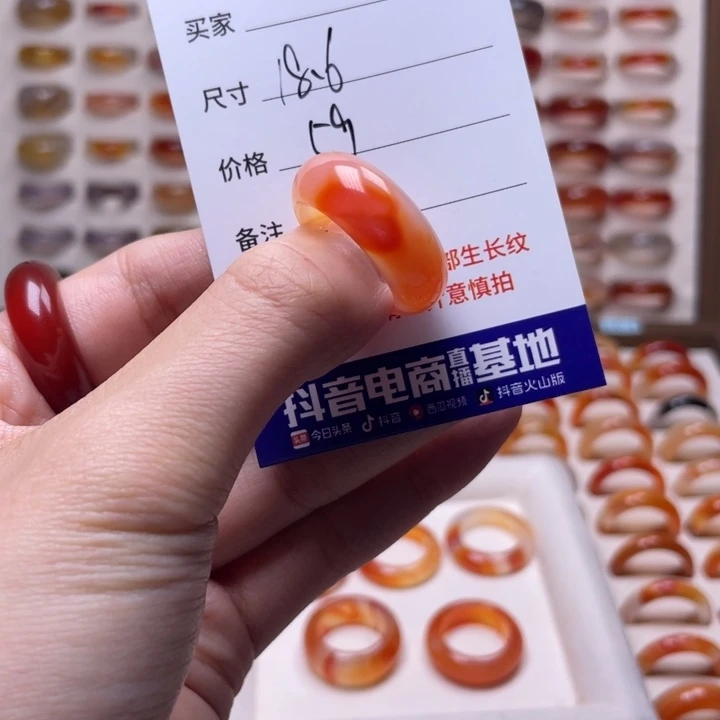 买家
尺寸 18.6
价格
备注
部生长纹
意慎拍
抖音电商直播基地
今日头条 抖音 西瓜视频 抖音火山版